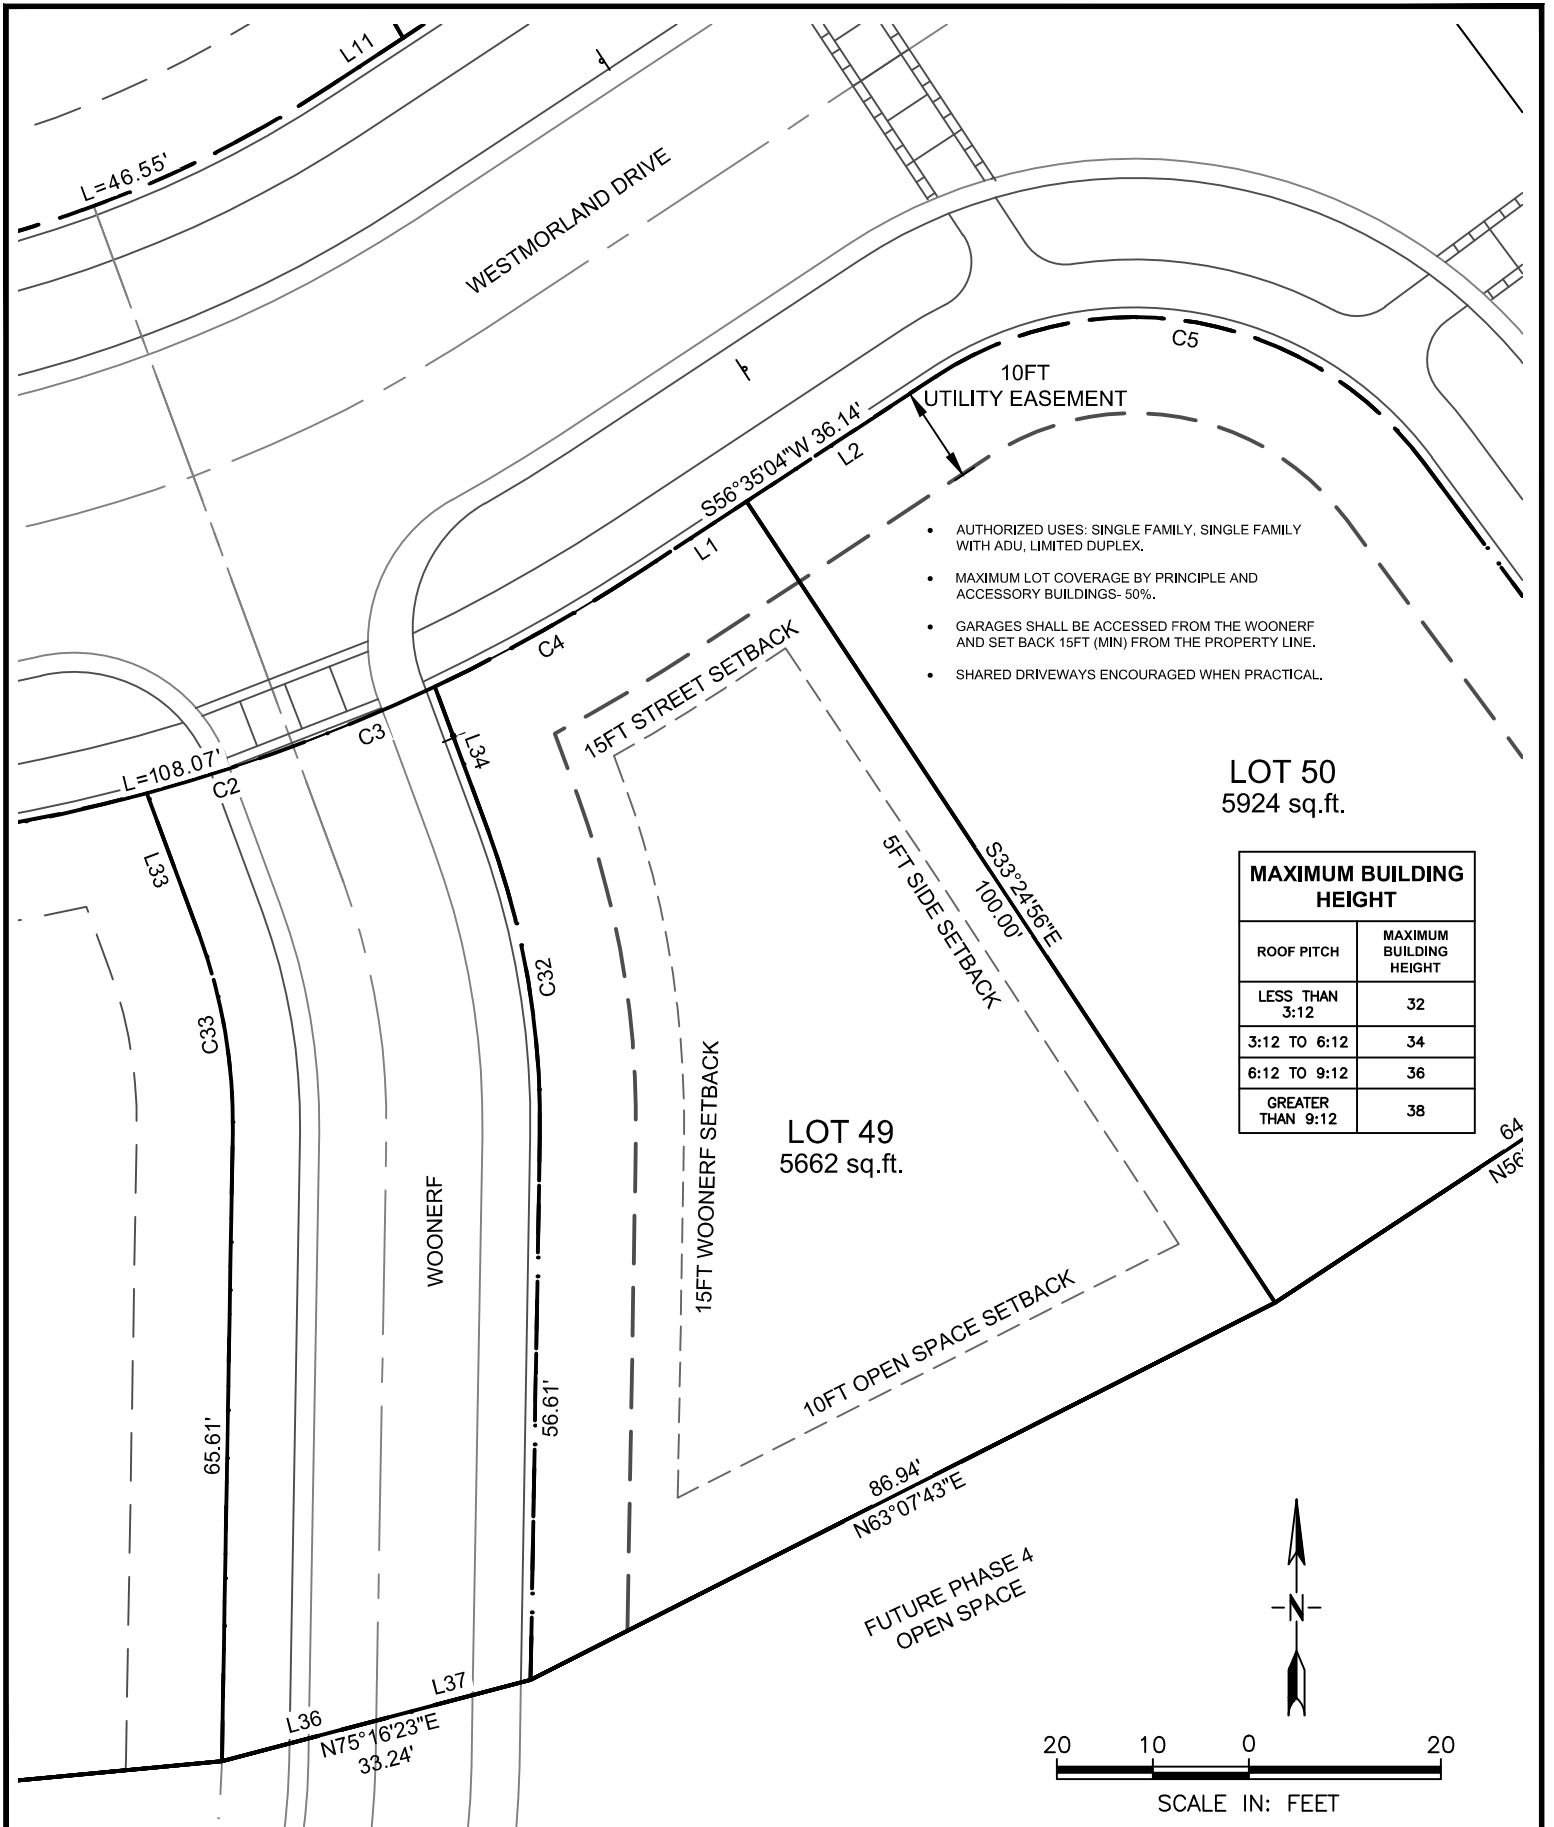 L11
L=46.55'
WESTMORLAND DRIVE
C5
10FT
UTILITY EASEMENT
S56°35'04"W 36.14'
L2
L1
• AUTHORIZED USES: SINGLE FAMILY, SINGLE FAMILY
WITH ADU, LIMITED DUPLEX.
• MAXIMUM LOT COVERAGE BY PRINCIPLE AND
ACCESSORY BUILDINGS- 50%.
• GARAGES SHALL BE ACCESSED FROM THE WOONERF
AND SET BACK 15FT (MIN) FROM THE PROPERTY LINE.
• SHARED DRIVEWAYS ENCOURAGED WHEN PRACTICAL.
C4
15FT STREET SETBACK
C3
L34
L=108.07'
C2
L33
LOT 50
5924 sq.ft.
5FT SIDE SETBACK
S33°24'56"E
100.00'
MAXIMUM BUILDING
HEIGHT
ROOF PITCH
MAXIMUM
BUILDING
HEIGHT
LESS THAN
3:12
32
3:12 TO 6:12
34
6:12 TO 9:12
36
GREATER
THAN 9:12
38
C32
C33
LOT 49
5662 sq.ft.
15FT WOONERF SETBACK
WOONERF
64
N56°
10FT OPEN SPACE SETBACK
65.61'
56.61'
86.94'
N63°07'43"E
FUTURE PHASE 4
OPEN SPACE
N
L37
L36
N75°16'23"E
33.24'
20 10 0 20
SCALE IN: FEET